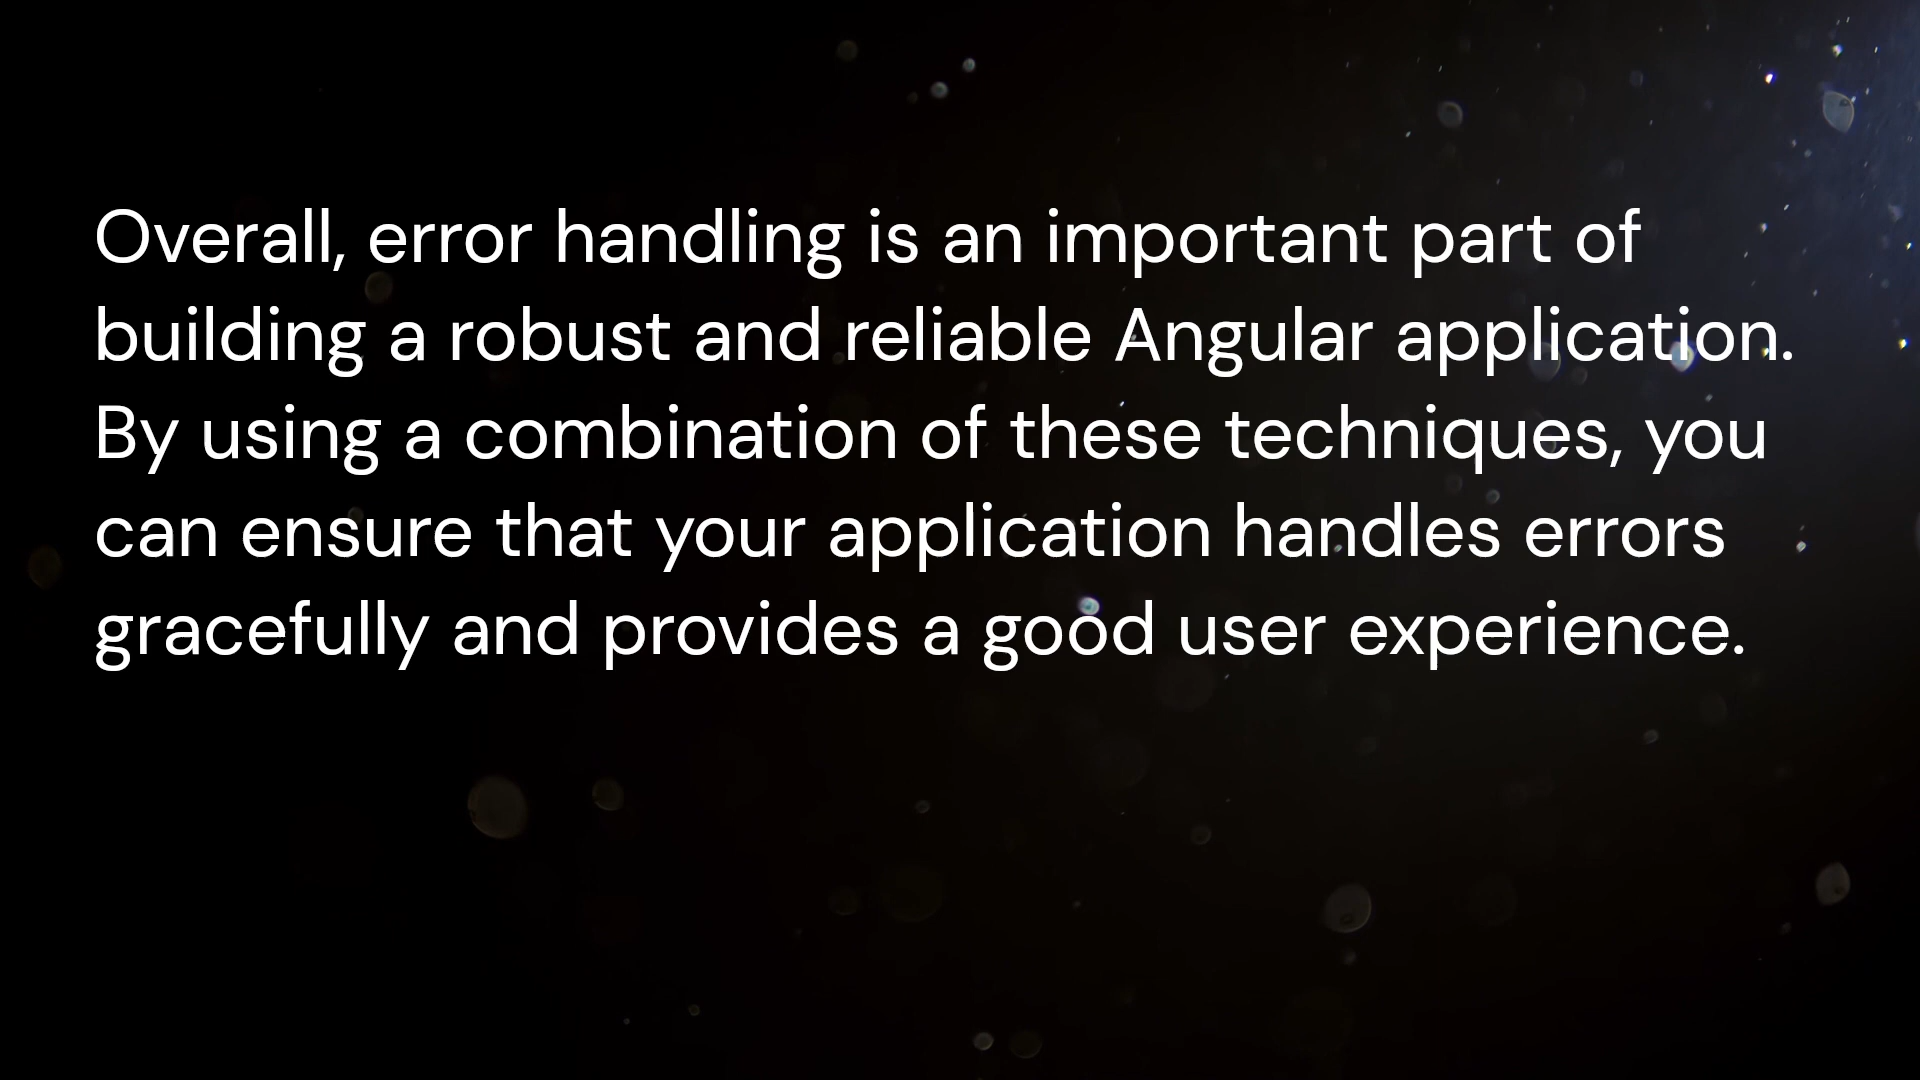 Overall, error handling is an important part of
building a robust and reliable Angular application.
By using a combination of these techniques, you
can ensure that your application handles errors
gracefully and provides a good user experience.